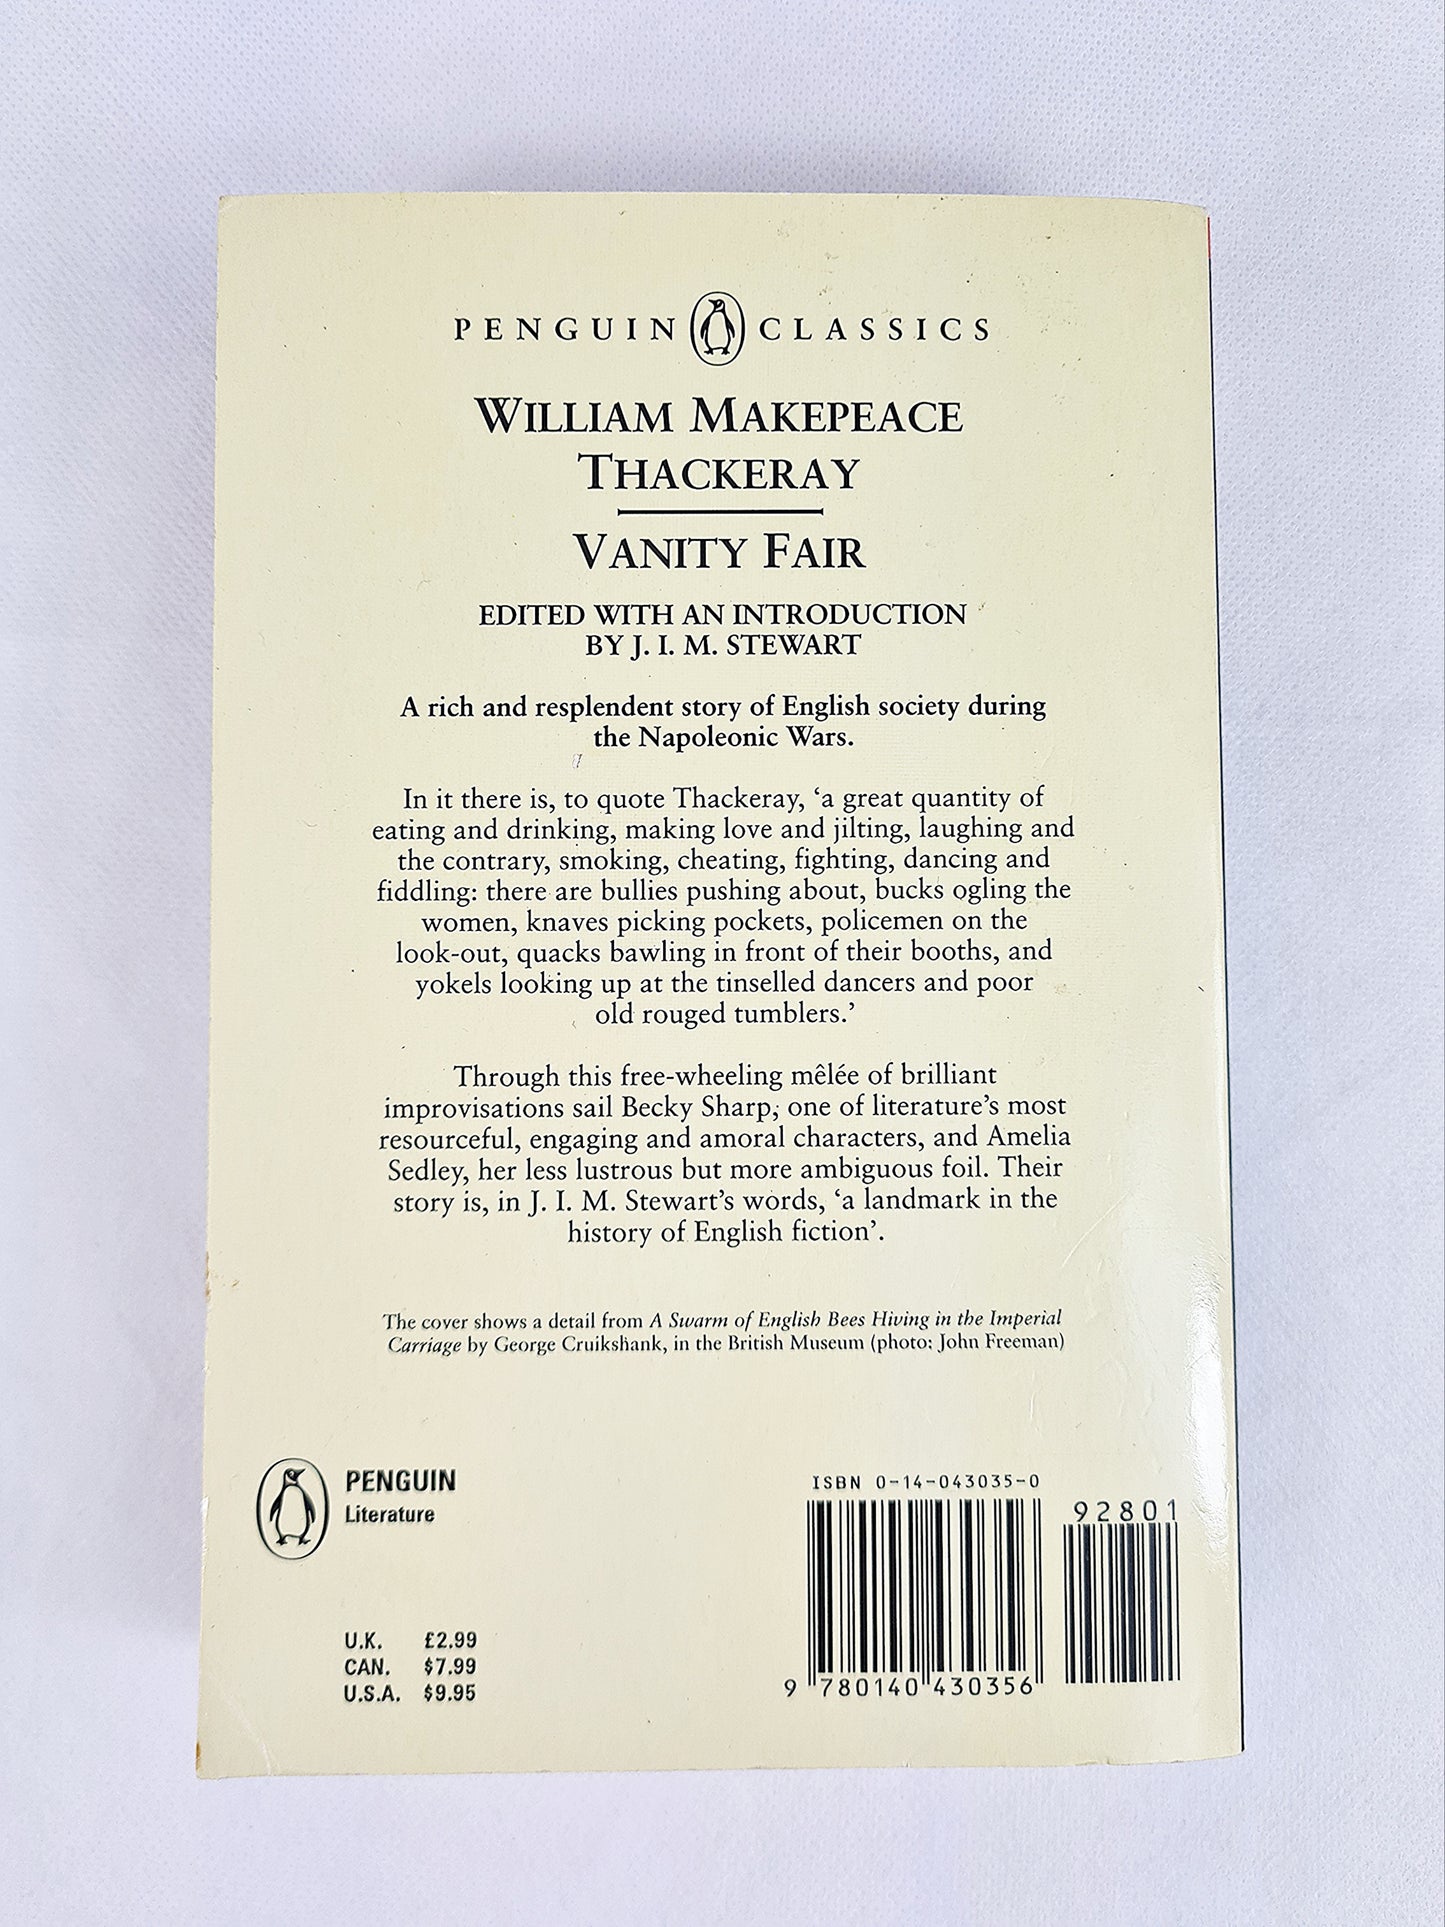 PENGUIN CLASSICS
WILLIAM MAKEPEACE
THACKERAY
VANITY FAIR
EDITED WITH AN INTRODUCTION
BY J. I. M. STEWART
A rich and resplendent story of English society during
the Napoleonic Wars.
In it there is, to quote Thackeray, ‘a great quantity of
eating and drinking, making love and jilting, laughing and
the contrary, smoking, cheating, fighting, dancing and
fiddling: there are bullies pushing about, bucks ogling the
women, knaves picking pockets, policemen on the
look-out, quacks bawling in front of their booths, and
yokels looking up at the tinselled dancers and poor
old rouged tumblers.’
Through this free-wheeling mêlée of brilliant
improvisations sail Becky Sharp, one of literature’s most
resourceful, engaging and amoral characters, and Amelia
Sedley, her less lustrous but more ambiguous foil. Their
story is, in J. I. M. Stewart’s words, ‘a landmark in the
history of English fiction’.
The cover shows a detail from A Swarm of English Bees Hiving in the Imperial
Carriage by George Cruikshank, in the British Museum (photo: John Freeman)
PENGUIN
Literature
U.K. £2.99
CAN. $7.99
U.S.A. $9.95
ISBN 0-14-043035-0
92801
9 780140 430356